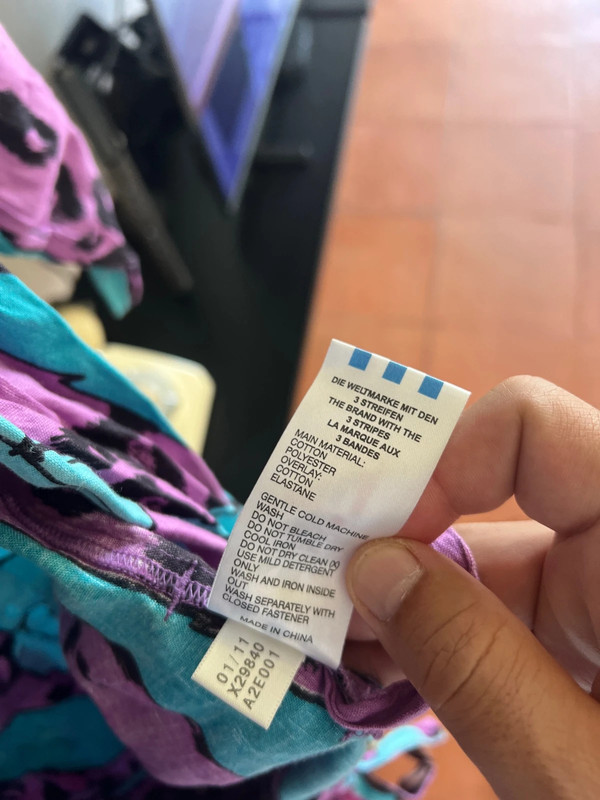 DIE WELTMARKE MIT DEN
3 STREIFEN
THE BRAND WITH THE
3 STRIPES
LA MARQUE AUX
3 BANDES
MAIN MATERIAL:
COTTON
POLYESTER
COVERLAY:
COTTON
ELASTANE
GENTLE COLD MACHINE
WASH
DO NOT BLEACH
DO NOT TUMBLE DRY
COOL IRON
DO NOT DRY CLEAN (X)
USE MILD DETERGENT
ONLY
WASH AND IRON INSIDE
OUT
WASH SEPARATELY WITH
CLOSED FASTENER
MADE IN CHINA
01/11
X29840
A2E001